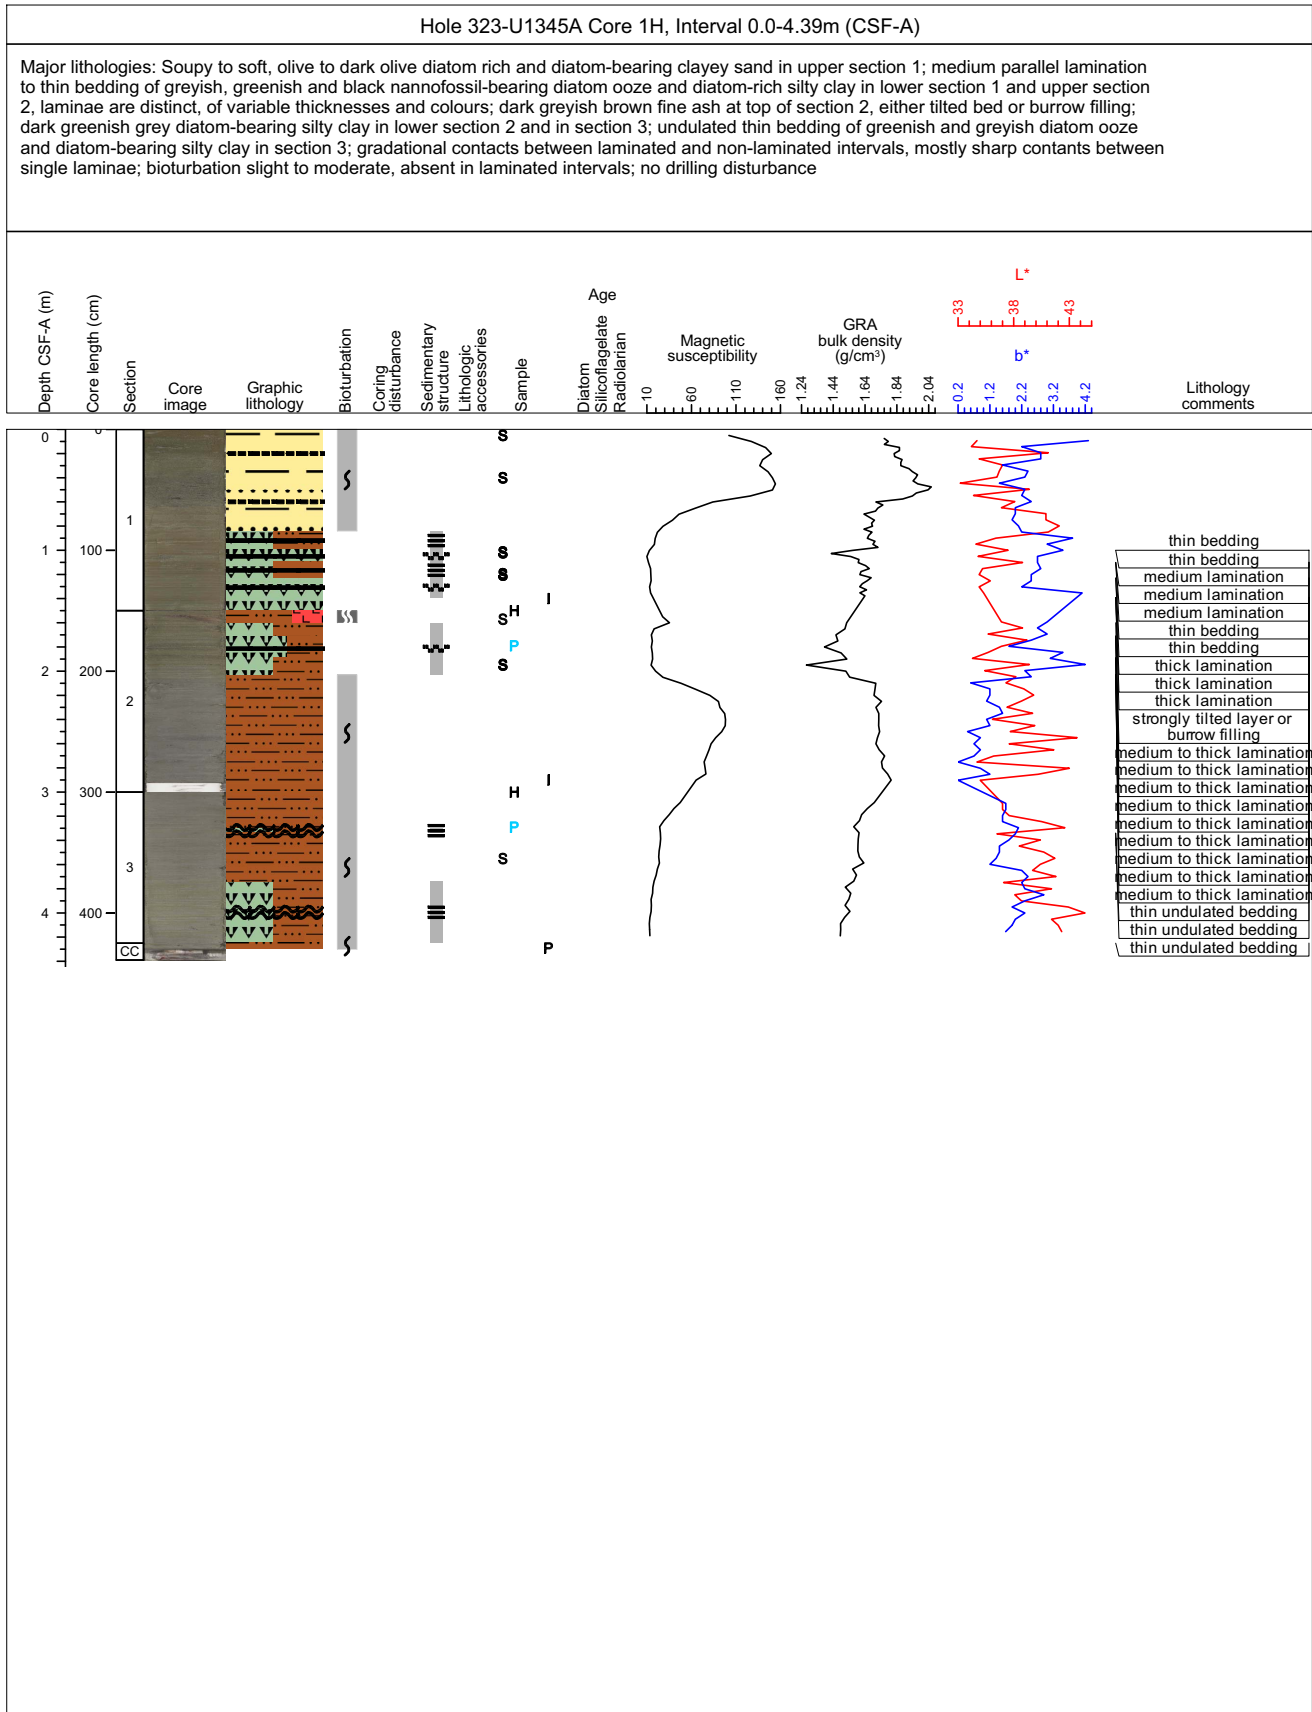 Hole 323-U1345A Core 1H, Interval 0.0-4.39m (CSF-A)
Major lithologies: Soupy to soft, olive to dark olive diatom rich and diatom-bearing clayey sand in upper section 1; medium parallel lamination
to thin bedding of greyish, greenish and black nannofossil-bearing diatom ooze and diatom-rich silty clay in lower section 1 and upper section
2, laminae are distinct, of variable thicknesses and colours; dark greyish brown fine ash at top of section 2, either tilted bed or burrow filling;
dark greenish grey diatom-bearing silty clay in lower section 2 and in section 3; undulated thin bedding of greenish and greyish diatom ooze
and diatom-bearing silty clay in section 3; gradational contacts between laminated and non-laminated intervals, mostly sharp contants between
single laminae; bioturbation slight to moderate, absent in laminated intervals; no drilling disturbance
Depth CSF-A (m)
Core length (cm)
Section
Core
image
Graphic
lithology
Bioturbation
Coring
disturbance
Sedimentary
structure
Lithologic
accessories
Sample
Age
Diatom
Silicoflagelate
Radiolarian
Magnetic
susceptibility
10 60 110 160
GRA
bulk density
(g/cm³)
1.24 1.44 1.64 1.84 2.04
L*
33 38 43
b*
0.2 1.2 2.2 3.2 4.2
Lithology
comments
0 0
1 100
2 200
3 300
4 400
1
2
3
CC
S
S
S
S
I
H
S
P
S
I
H
P
S
P
thin bedding
thin bedding
medium lamination
medium lamination
medium lamination
thin bedding
thin bedding
thick lamination
thick lamination
thick lamination
strongly tilted layer or
burrow filling
medium to thick lamination
medium to thick lamination
medium to thick lamination
medium to thick lamination
medium to thick lamination
medium to thick lamination
medium to thick lamination
medium to thick lamination
medium to thick lamination
thin undulated bedding
thin undulated bedding
thin undulated bedding